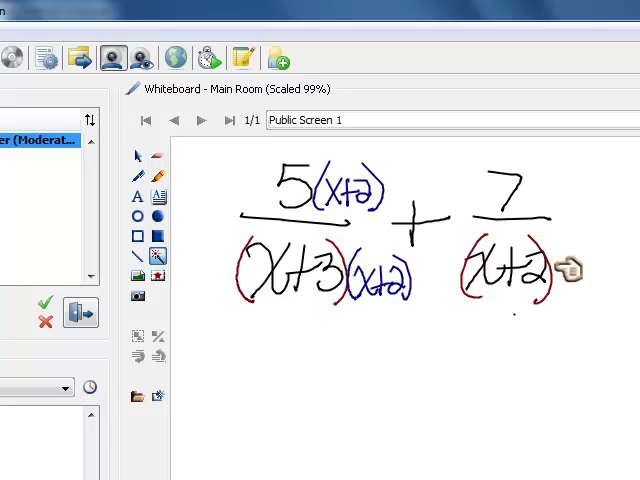 n
Whiteboard - Main Room (Scaled 99%)
1/1 Public Screen 1
er (Moderat...
A A
5(x+2) + 7
(x+3)(x+2) (x+2)